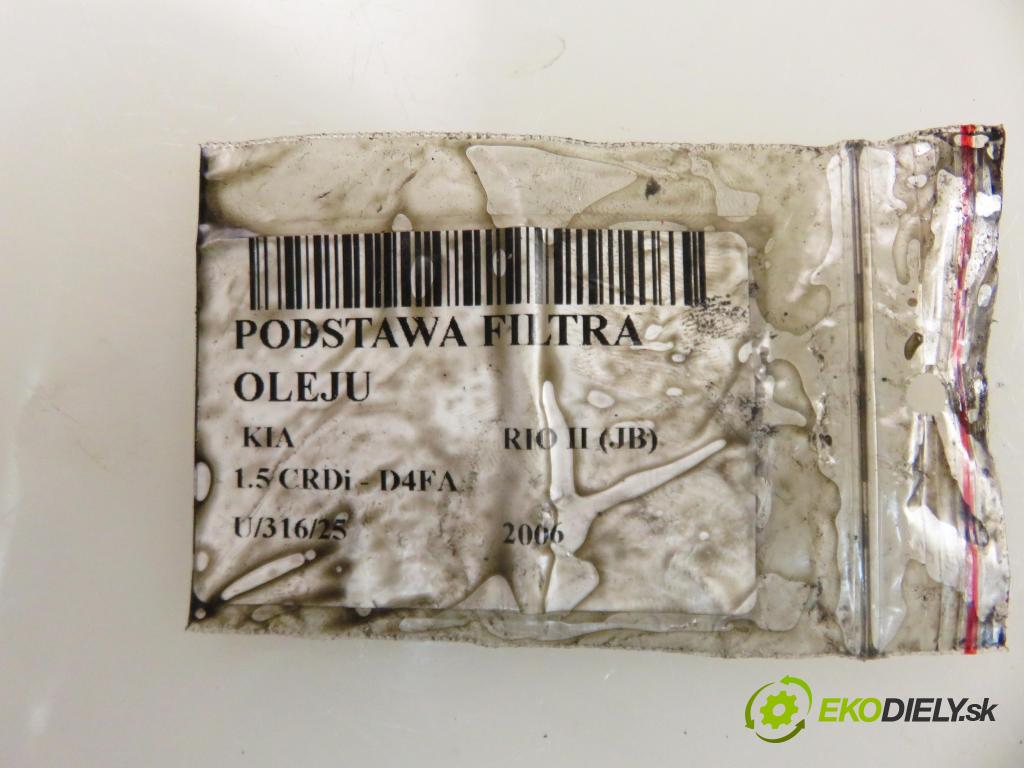 PODSTAWA FILTRA
OLEJU
KIA RIO II (JB)
1.5 CRDi - D4FA
U/316/25 2006
EKODIELY.sk